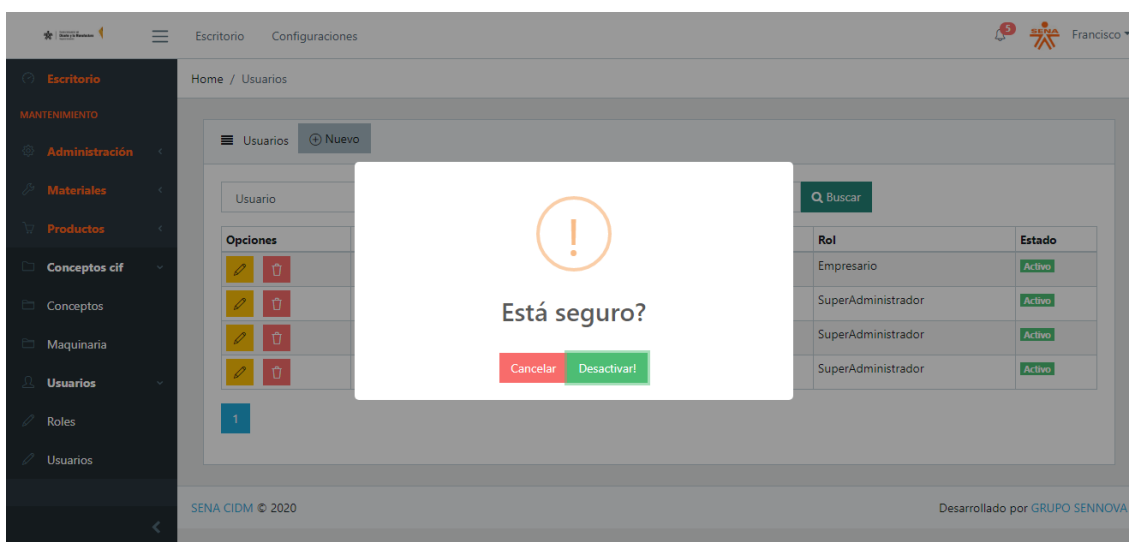 Escritorio Configuraciones 5 SENA Francisco
Escritorio
Home / Usuarios
MANTENIMIENTO
Administración
Materiales
Productos
Conceptos cif
Conceptos
Maquinaria
Usuarios
Roles
Usuarios
Usuarios Nuevo
Usuario Buscar
Opciones Rol Estado
Empresario Activo
SuperAdministrador Activo
SuperAdministrador Activo
SuperAdministrador Activo
1
!
Está seguro?
Cancelar Desactivar!
SENA CIDM © 2020 Desarrollado por GRUPO SENNOVA